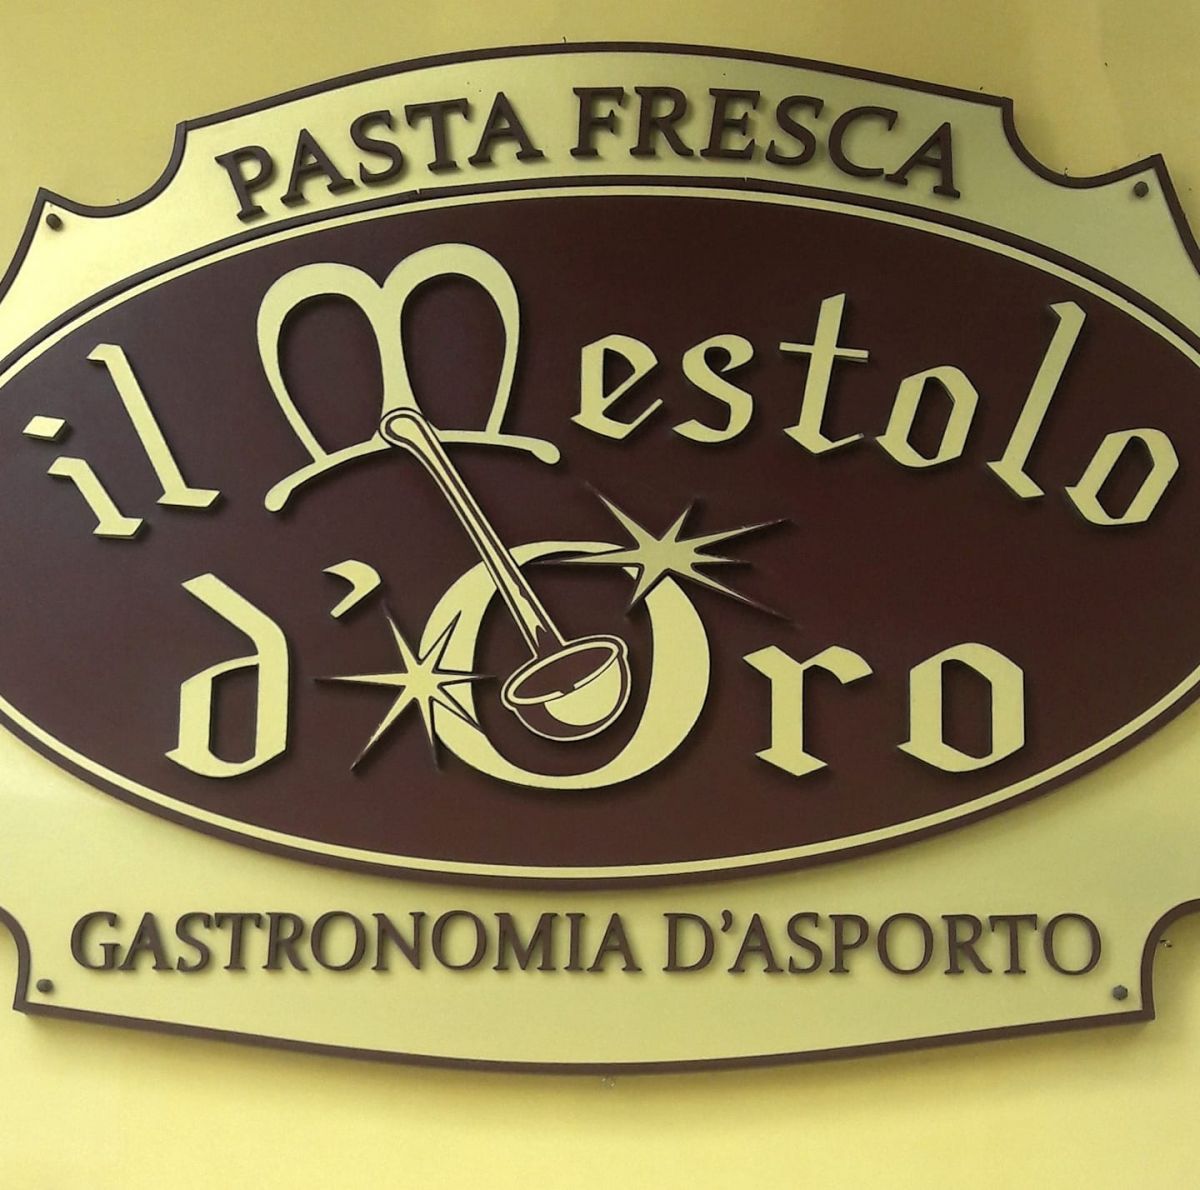 PASTA FRESCA
il Mestolo
d'Oro
GASTRONOMIA D'ASPORTO